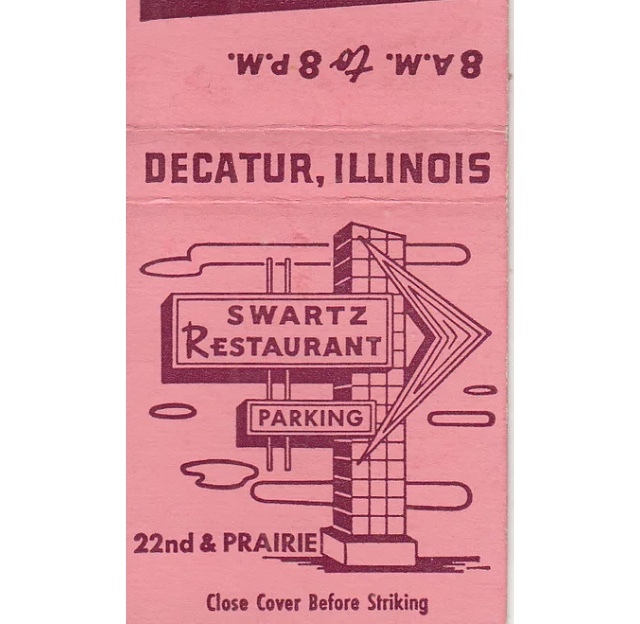 8 A.M. to 8 P.M.
DECATUR, ILLINOIS
SWARTZ
RESTAURANT
PARKING
22nd & PRAIRIE
Close Cover Before Striking